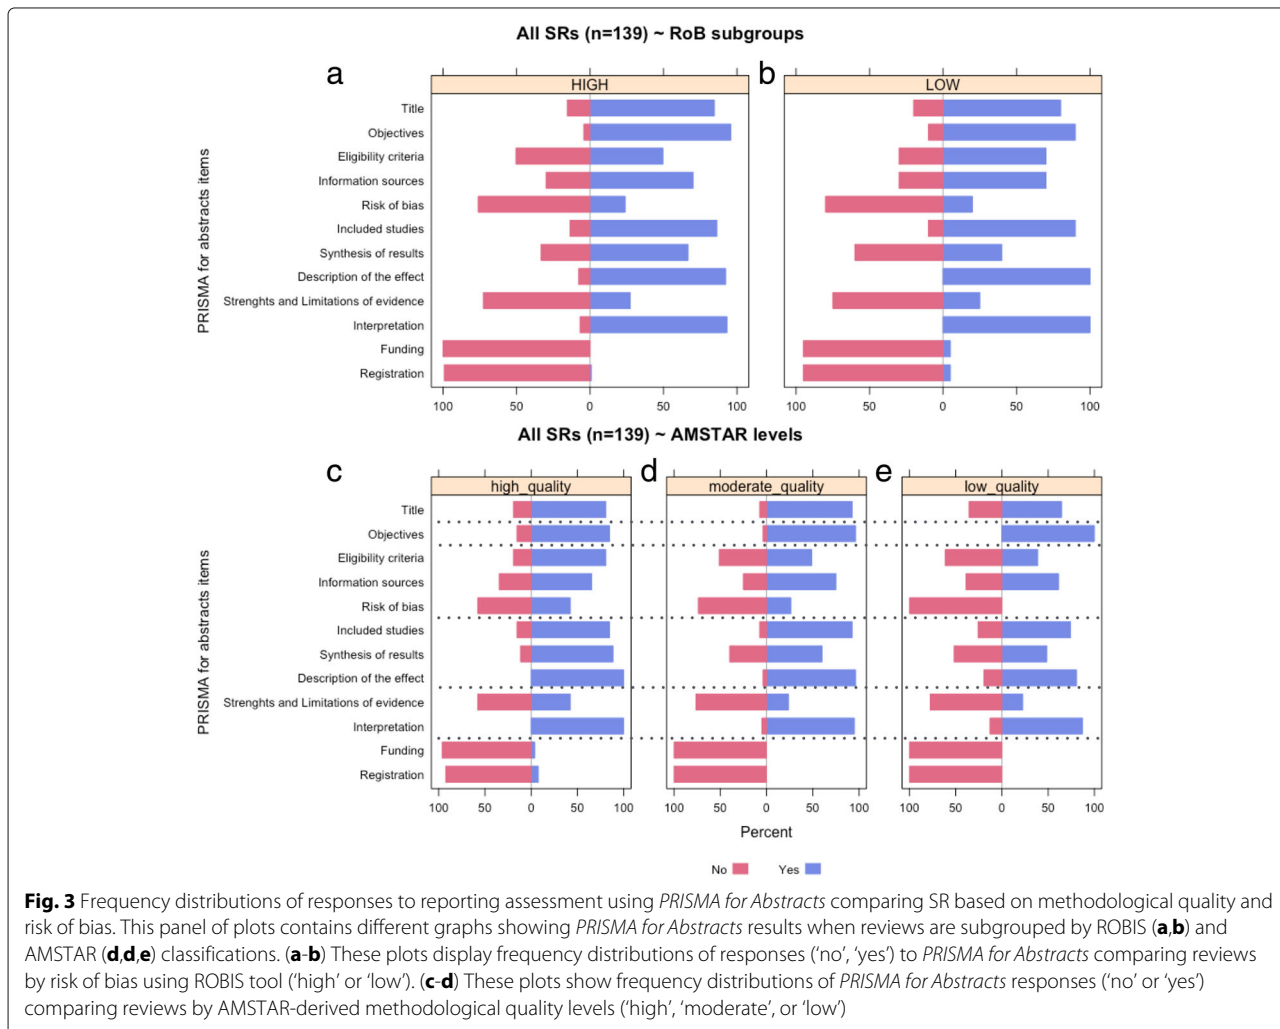 All SRs (n=139) ~ RoB subgroups
a
b
HIGH
LOW
PRISMA for abstracts items
Title
Objectives
Eligibility criteria
Information sources
Risk of bias
Included studies
Synthesis of results
Description of the effect
Strenghts and Limitations of evidence
Interpretation
Funding
Registration
100 50 0 50 100
100 50 0 50 100
All SRs (n=139) ~ AMSTAR levels
c
d
e
high_quality
moderate_quality
low_quality
PRISMA for abstracts items
Title
Objectives
Eligibility criteria
Information sources
Risk of bias
Included studies
Synthesis of results
Description of the effect
Strenghts and Limitations of evidence
Interpretation
Funding
Registration
100 50 0 50 100
100 50 0 50 100
100 50 0 50 100
Percent
No Yes
Fig. 3 Frequency distributions of responses to reporting assessment using PRISMA for Abstracts comparing SR based on methodological quality and
risk of bias. This panel of plots contains different graphs showing PRISMA for Abstracts results when reviews are subgrouped by ROBIS (a,b) and
AMSTAR (d,d,e) classifications. (a-b) These plots display frequency distributions of responses (‘no’, ‘yes’) to PRISMA for Abstracts comparing reviews
by risk of bias using ROBIS tool (‘high’ or ‘low’). (c-d) These plots show frequency distributions of PRISMA for Abstracts responses (‘no’ or ‘yes’)
comparing reviews by AMSTAR-derived methodological quality levels (‘high’, ‘moderate’, or ‘low’)